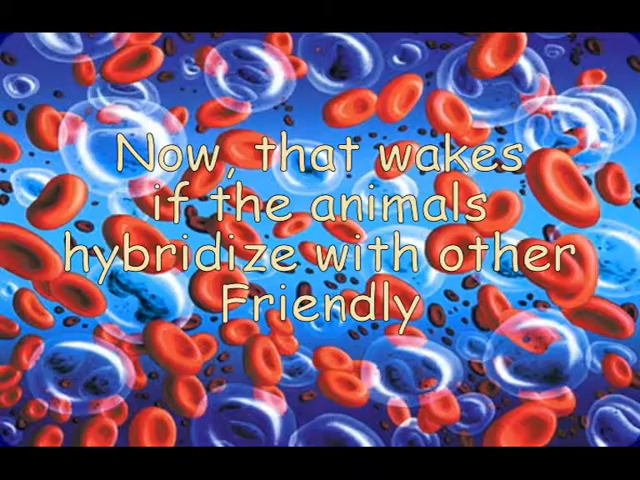 Now, that wakes
if the animals
hybridize with other
Friendly